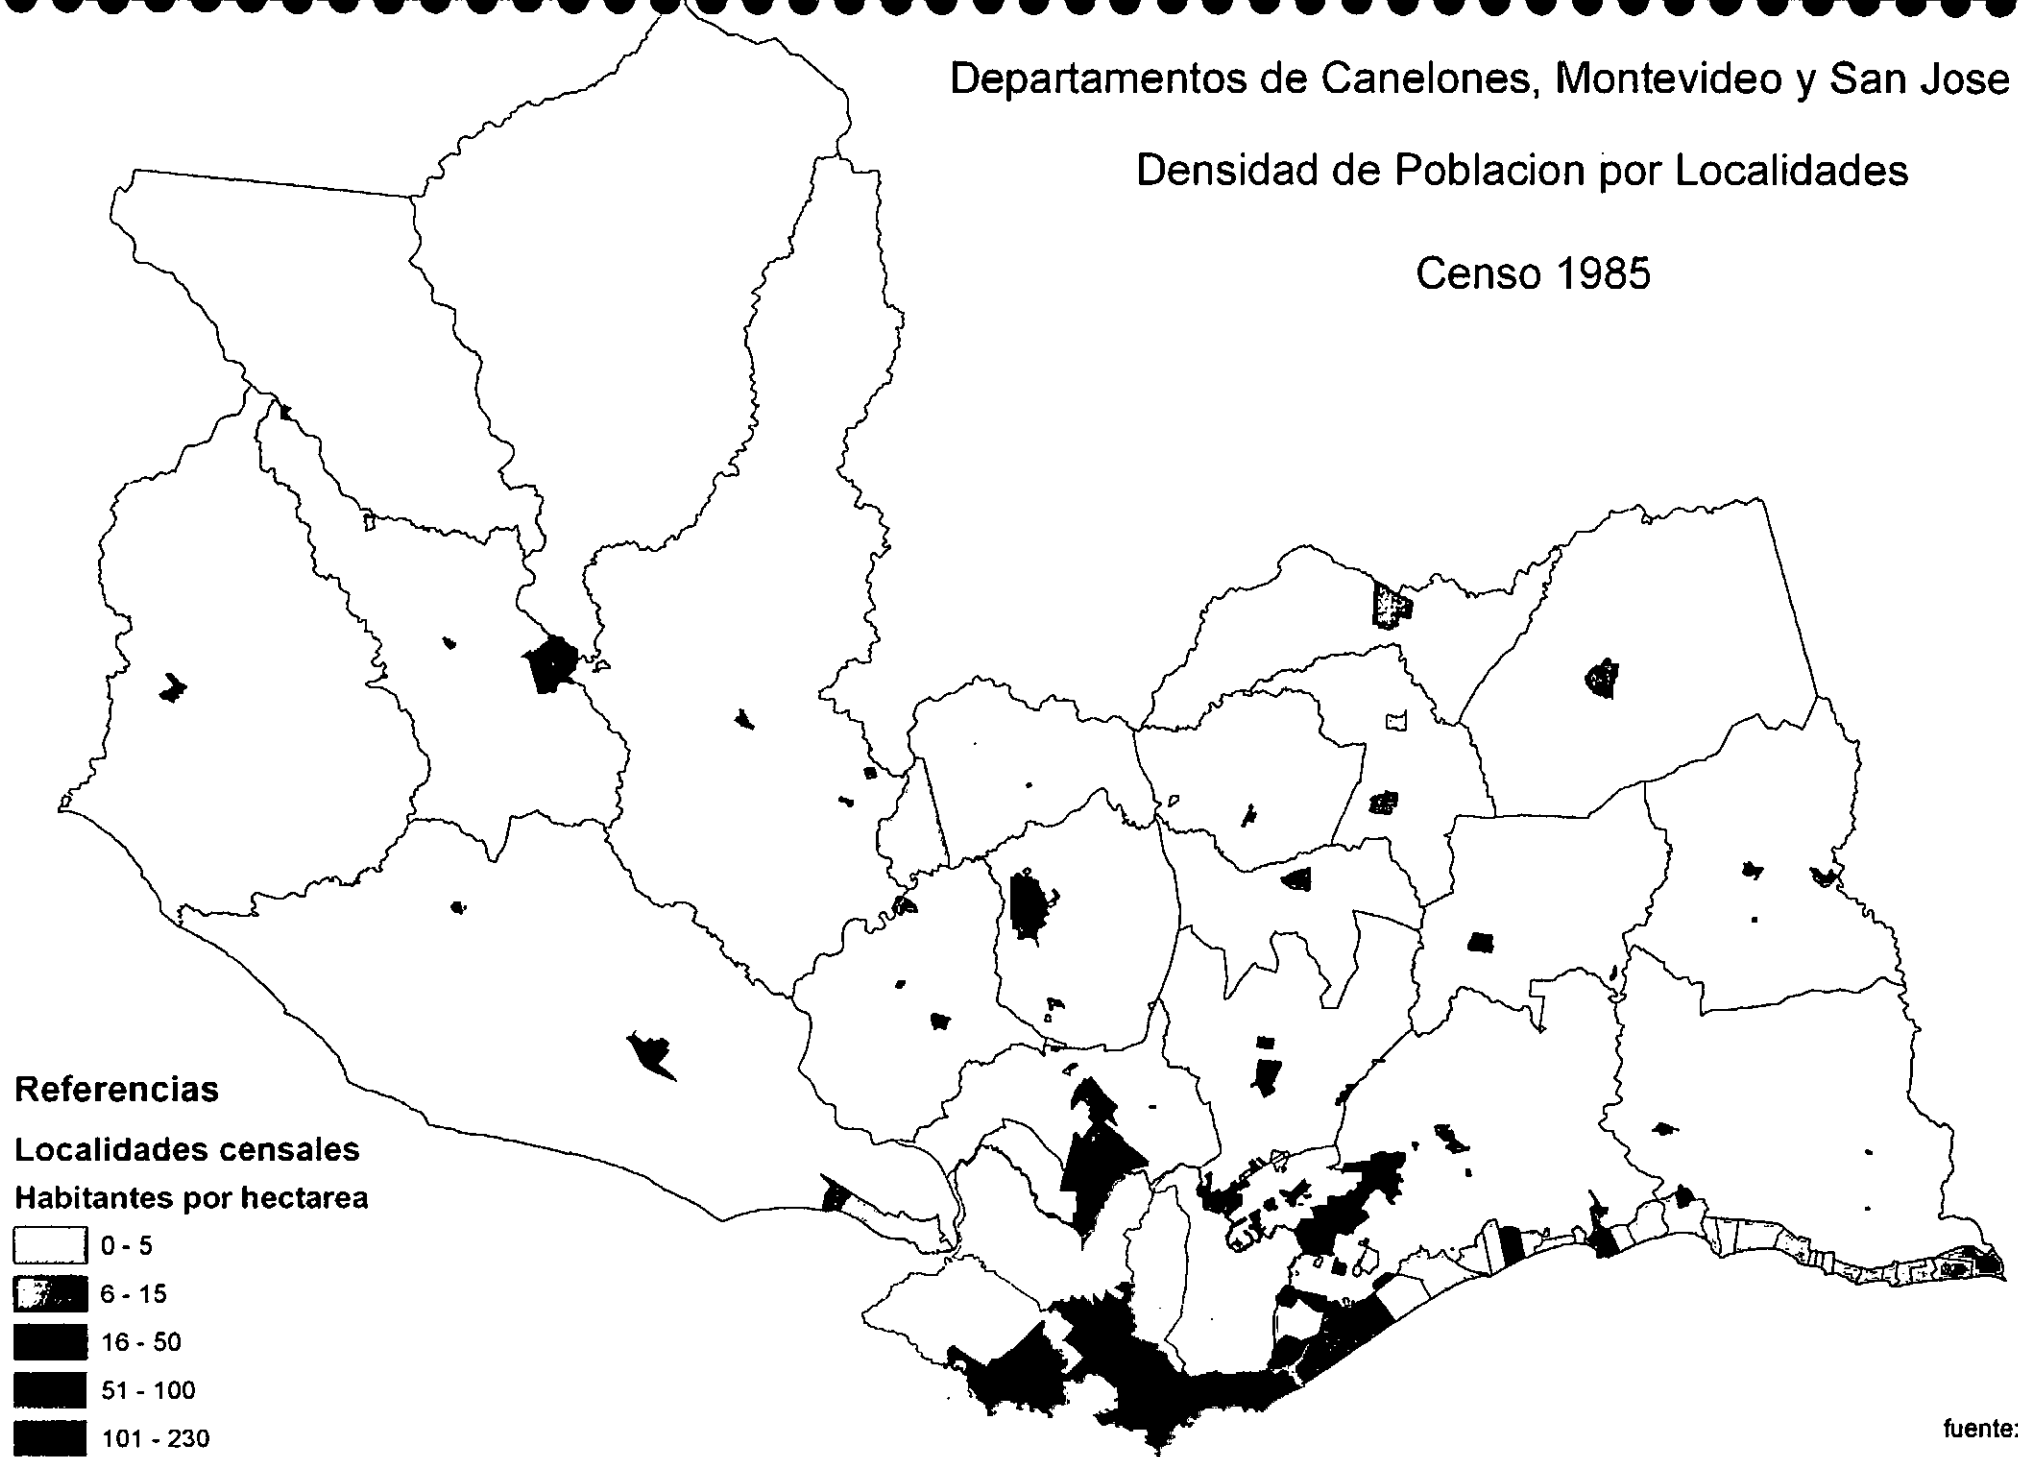 Departamentos de Canelones, Montevideo y San Jose
Densidad de Poblacion por Localidades
Censo 1985
Referencias
Localidades censales
Habitantes por hectarea
0 - 5
6 - 15
16 - 50
51 - 100
101 - 230
fuente: